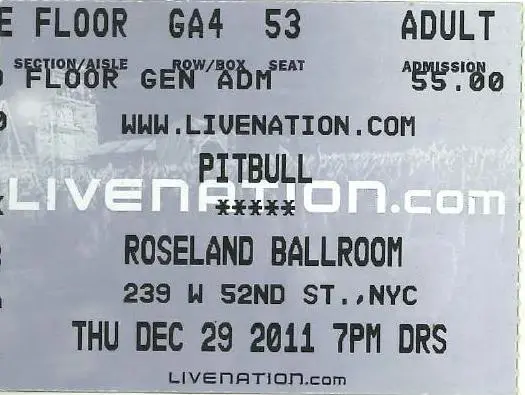 E FLOOR GA4 53 ADULT
SECTION/AISLE ROW/BOX SEAT ADMISSION
FLOOR GEN ADM 55.00
WWW.LIVENATION.COM
PITBULL
LIVENATION.com
*****
ROSELAND BALLROOM
239 W 52ND ST.,NYC
THU DEC 29 2011 7PM DRS
LIVENATION.com